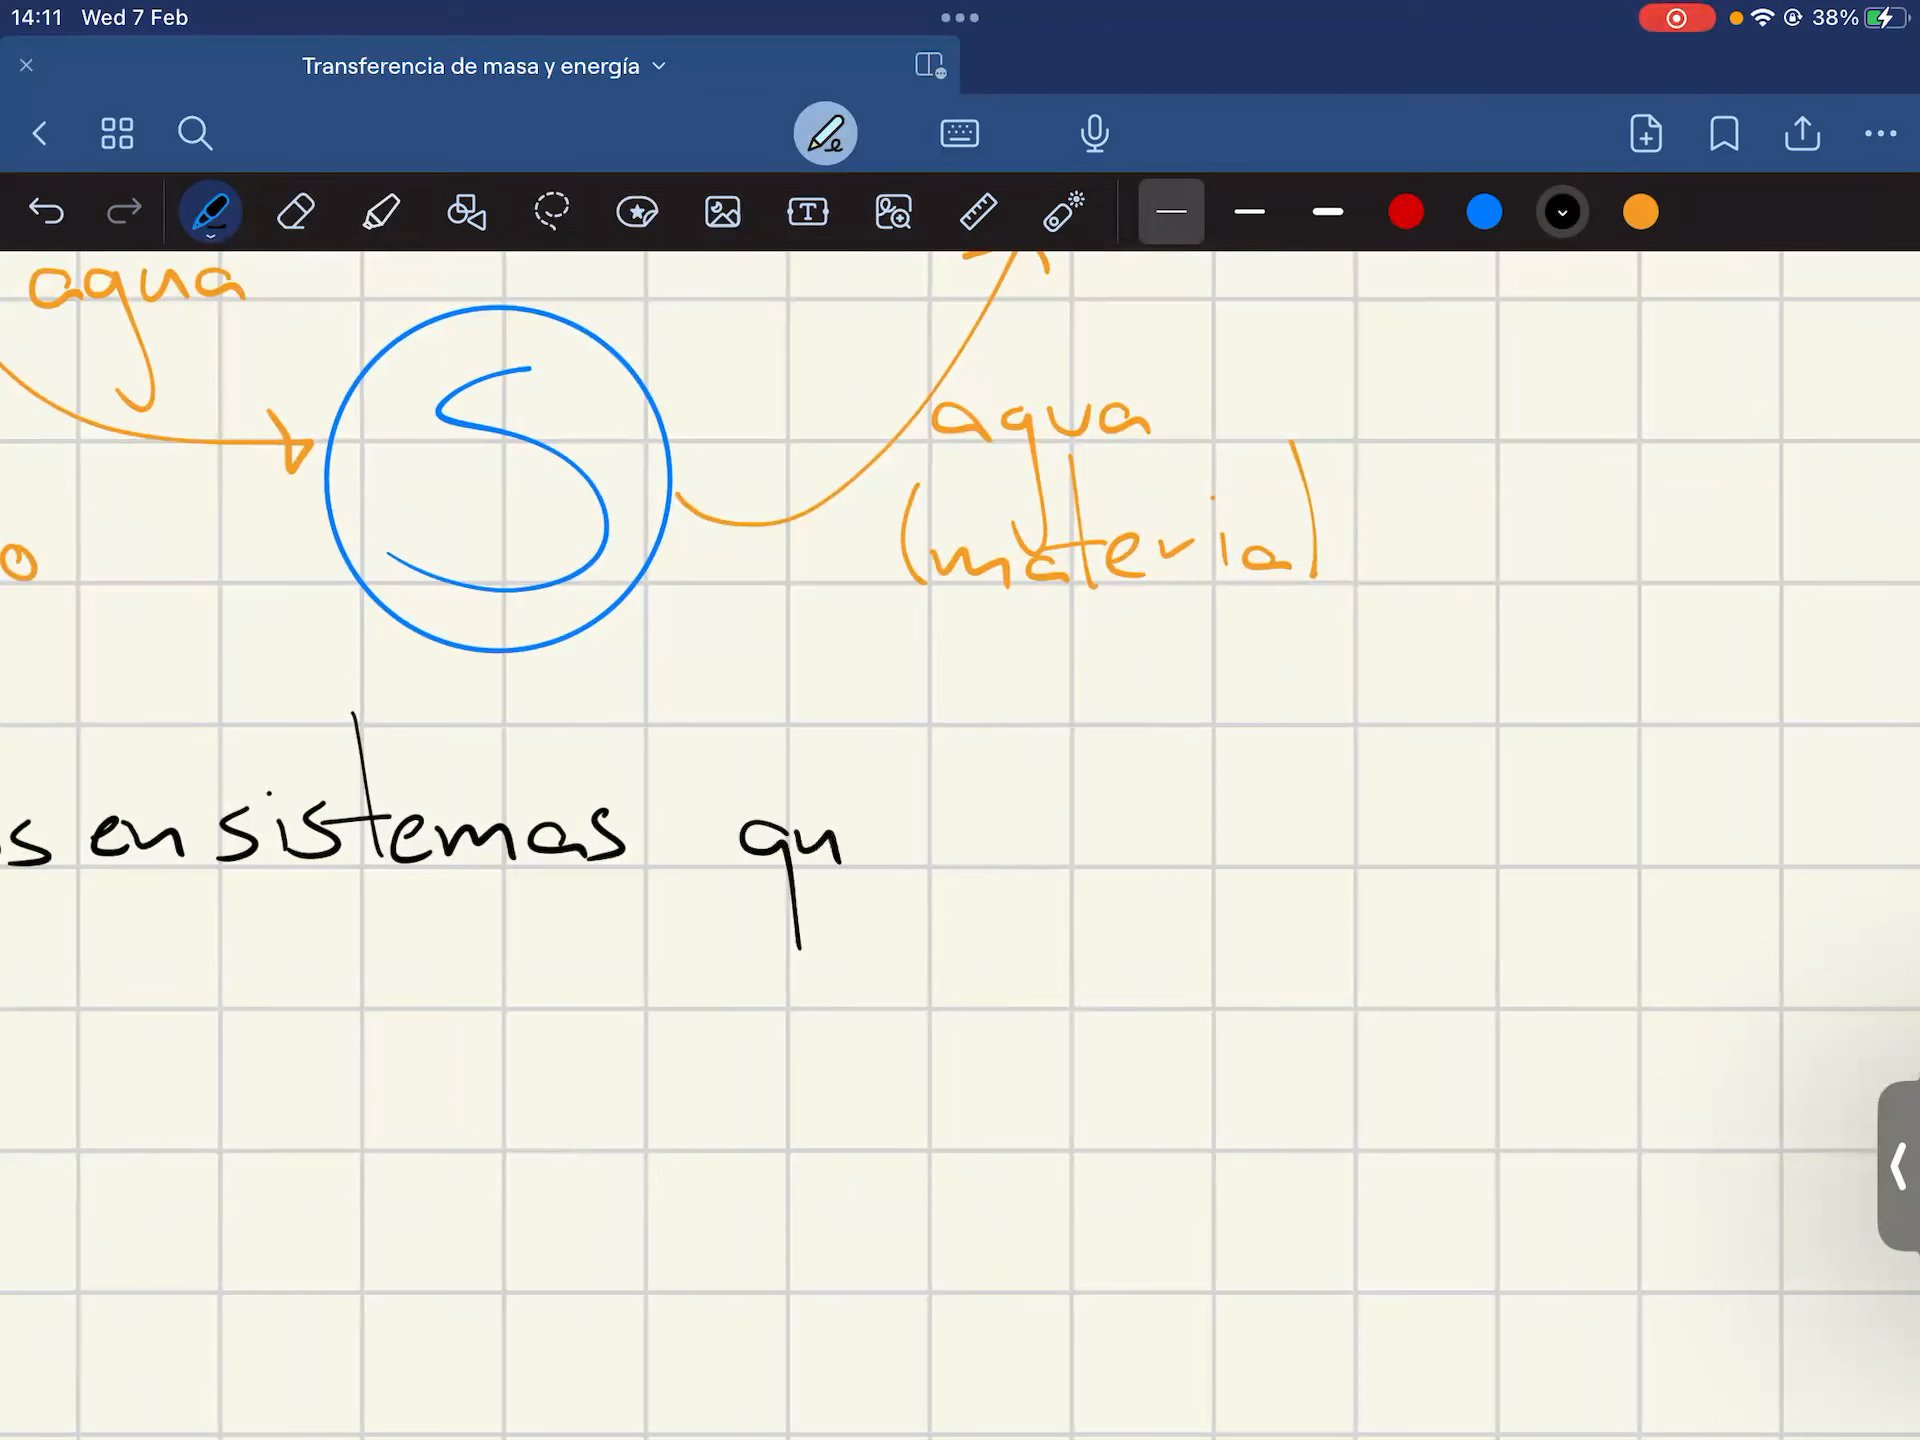 14:11 Wed 7 Feb 38%
Transferencia de masa y energía
agua
agua
(materia)
o
s en sistemas qu